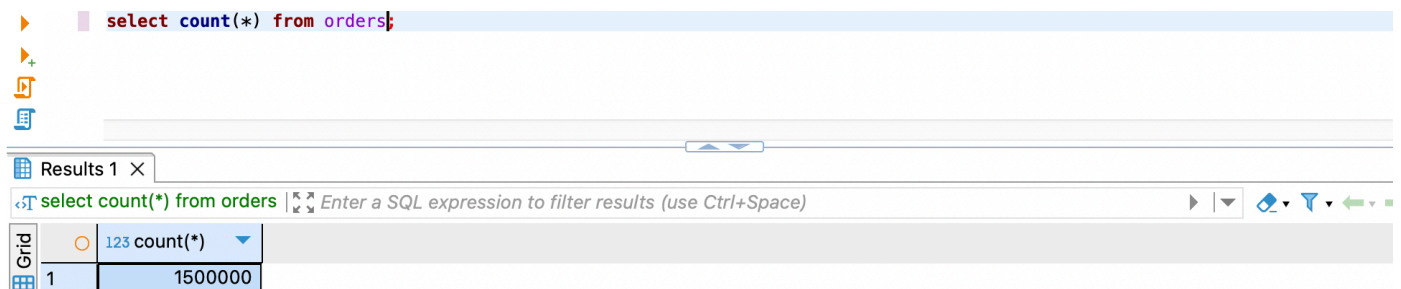 select count(*) from orders;
Results 1
select count(*) from orders Enter a SQL expression to filter results (use Ctrl+Space)
Grid
123 count(*)
1 1500000